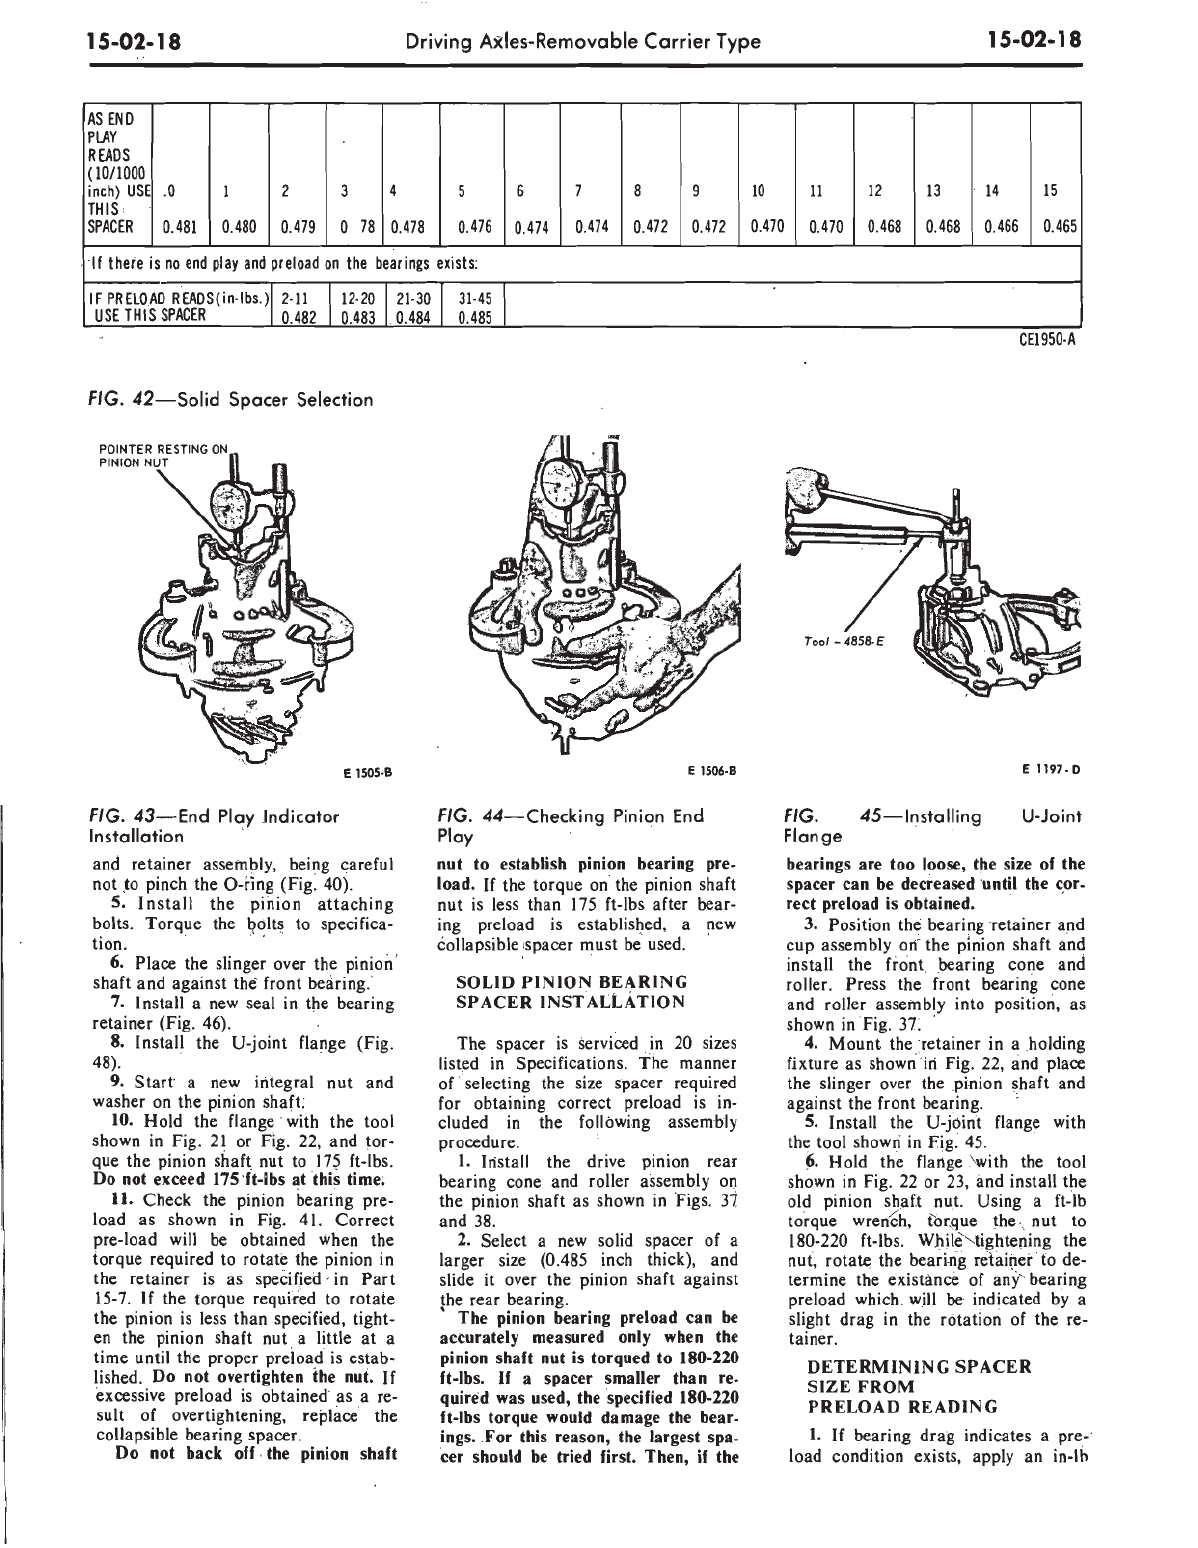 15-02-18 Driving Axles-Removable Carrier Type 15-02-18
AS END
PLAY
READS
(10/1000
inch) USE .0 1 2 3 4 5 6 7 8 9 10 11 12 13 14 15
THIS
SPACER 0.481 0.480 0.479 0 78 0.478 0.476 0.474 0.474 0.472 0.472 0.470 0.470 0.468 0.468 0.466 0.465
If there is no end play and preload on the bearings exists:
IF PRELOAD READS(in-lbs.) 2-11 12-20 21-30 31-45
USE THIS SPACER 0.482 0.483 0.484 0.485
CE1950-A
FIG. 42—Solid Spacer Selection
POINTER RESTING ON
PINION NUT
E 1505-B
E 1506-B
Tool - 4858-E
E 1197-D
FIG. 43—End Play Indicator
Installation
and retainer assembly, being careful
not to pinch the O-ring (Fig. 40).
5. Install the pinion attaching
bolts. Torque the bolts to specifica-
tion.
6. Place the slinger over the pinion
shaft and against the front bearing.
7. Install a new seal in the bearing
retainer (Fig. 46).
8. Install the U-joint flange (Fig.
48).
9. Start a new integral nut and
washer on the pinion shaft.
10. Hold the flange with the tool
shown in Fig. 21 or Fig. 22, and tor-
que the pinion shaft nut to 175 ft-lbs.
Do not exceed 175 ft-lbs at this time.
11. Check the pinion bearing pre-
load as shown in Fig. 41. Correct
pre-load will be obtained when the
torque required to rotate the pinion in
the retainer is as specified in Part
15-7. If the torque required to rotate
the pinion is less than specified, tight-
en the pinion shaft nut a little at a
time until the proper preload is estab-
lished. Do not overtighten the nut. If
excessive preload is obtained as a re-
sult of overtightening, replace the
collapsible bearing spacer.
Do not back off the pinion shaft
FIG. 44—Checking Pinion End
Play
nut to establish pinion bearing pre-
load. If the torque on the pinion shaft
nut is less than 175 ft-lbs after bear-
ing preload is established, a new
collapsible spacer must be used.
SOLID PINION BEARING
SPACER INSTALLATION
The spacer is serviced in 20 sizes
listed in Specifications. The manner
of selecting the size spacer required
for obtaining correct preload is in-
cluded in the following assembly
procedure.
1. Install the drive pinion rear
bearing cone and roller assembly on
the pinion shaft as shown in Figs. 37
and 38.
2. Select a new solid spacer of a
larger size (0.485 inch thick), and
slide it over the pinion shaft against
the rear bearing.
The pinion bearing preload can be
accurately measured only when the
pinion shaft nut is torqued to 180-220
ft-lbs. If a spacer smaller than re-
quired was used, the specified 180-220
ft-lbs torque would damage the bear-
ings. For this reason, the largest spa-
cer should be tried first. Then, if the
FIG. 45—Installing U-Joint
Flange
bearings are too loose, the size of the
spacer can be decreased until the cor-
rect preload is obtained.
3. Position the bearing retainer and
cup assembly on the pinion shaft and
install the front bearing cone and
roller. Press the front bearing cone
and roller assembly into position, as
shown in Fig. 37.
4. Mount the retainer in a holding
fixture as shown in Fig. 22, and place
the slinger over the pinion shaft and
against the front bearing.
5. Install the U-joint flange with
the tool shown in Fig. 45.
6. Hold the flange with the tool
shown in Fig. 22 or 23, and install the
old pinion shaft nut. Using a ft-lb
torque wrench, torque the nut to
180-220 ft-lbs. While tightening the
nut, rotate the bearing retainer to de-
termine the existance of any bearing
preload which will be indicated by a
slight drag in the rotation of the re-
tainer.
DETERMINING SPACER
SIZE FROM
PRELOAD READING
1. If bearing drag indicates a pre-
load condition exists, apply an in-lb